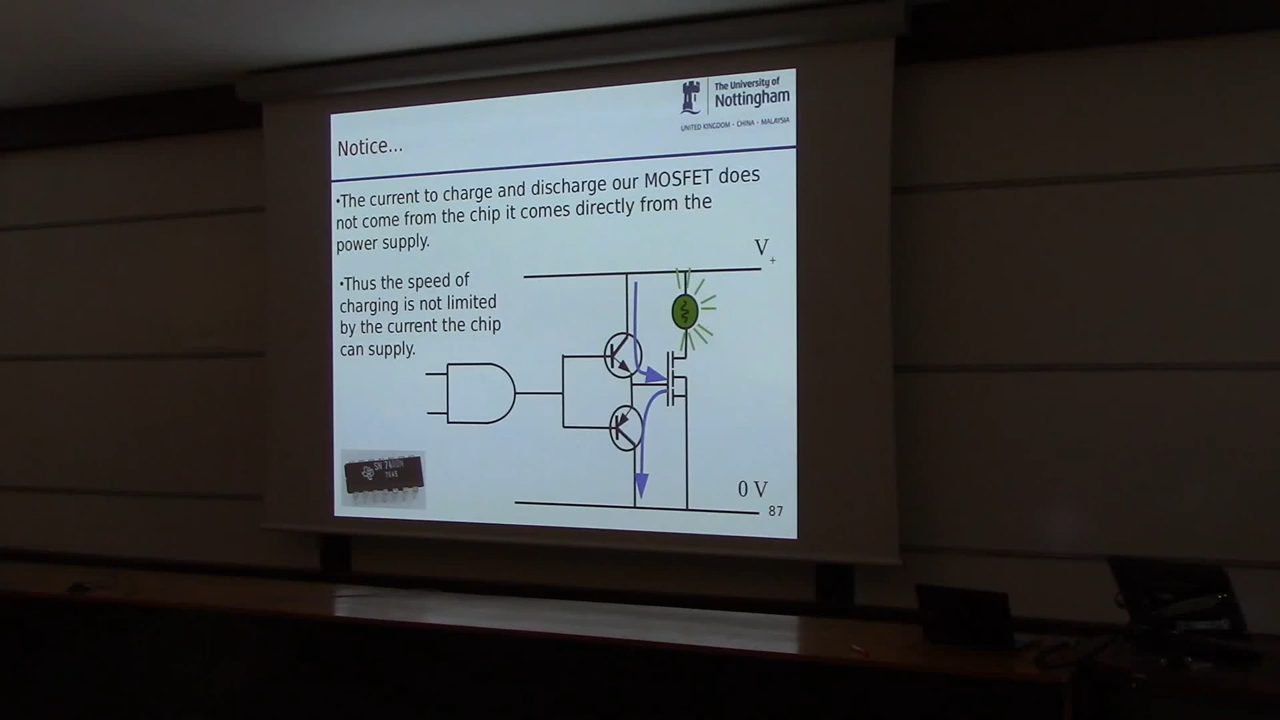 The University of
Nottingham
UNITED KINGDOM · CHINA · MALAYSIA
Notice...
•The current to charge and discharge our MOSFET does
not come from the chip it comes directly from the
power supply.
•Thus the speed of
charging is not limited
by the current the chip
can supply.
V+
0 V
87
SN 7400N